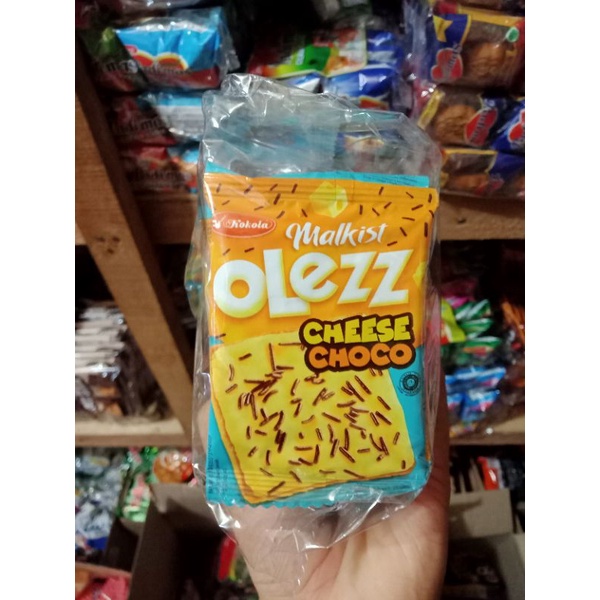 Kokola
Malkist
OLEZZ
CHEESE
CHOCO